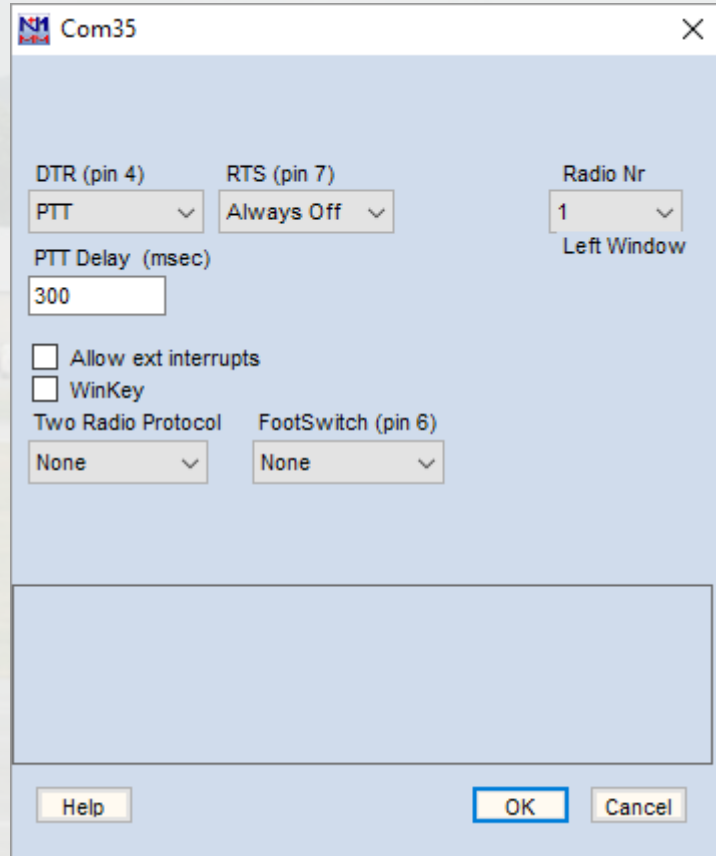 Com35
DTR (pin 4) RTS (pin 7) Radio Nr
PTT Always Off 1
Left Window
PTT Delay (msec)
300
Allow ext interrupts
WinKey
Two Radio Protocol FootSwitch (pin 6)
None None
Help OK Cancel